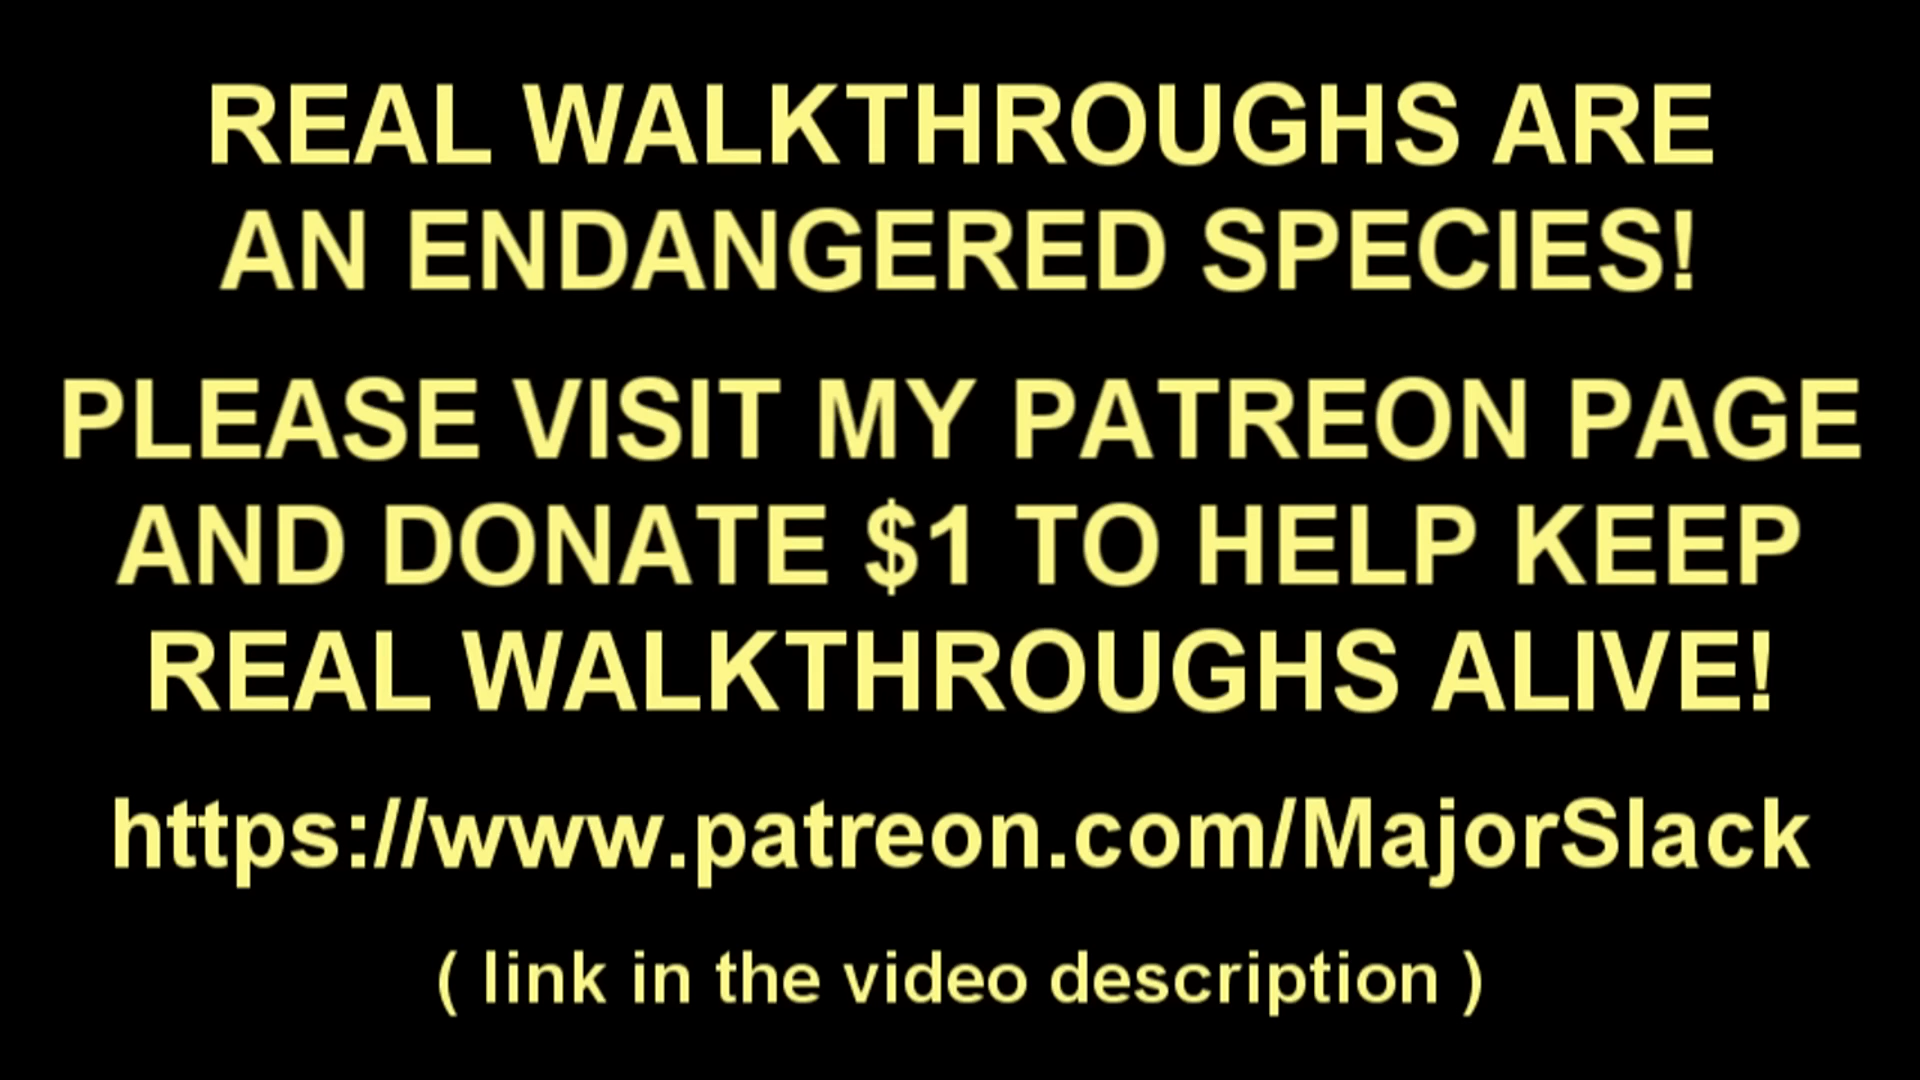 REAL WALKTHROUGHS ARE
AN ENDANGERED SPECIES!
PLEASE VISIT MY PATREON PAGE
AND DONATE $1 TO HELP KEEP
REAL WALKTHROUGHS ALIVE!
https://www.patreon.com/MajorSlack
( link in the video description )